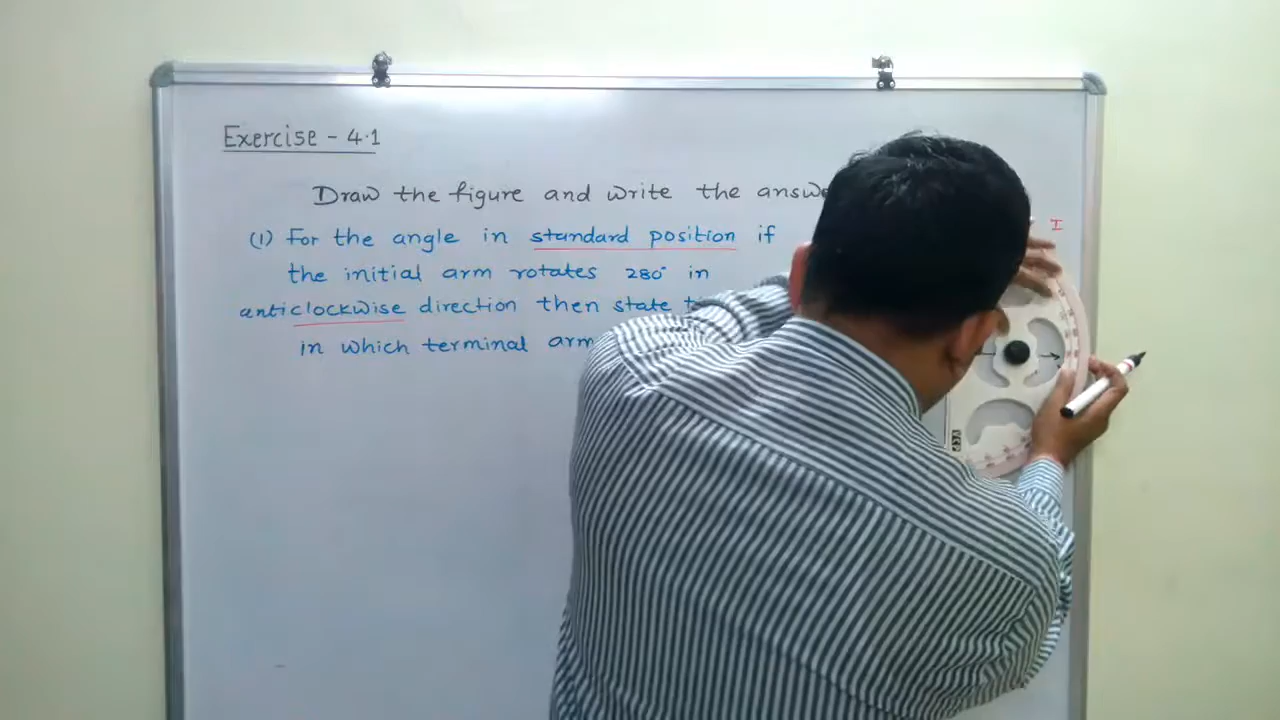 Exercise - 4.1
Draw the figure and write the
(1) For the angle in standard position if
the initial arm rotates 280° in
anticlockwise direction then state
in which terminal arm
I